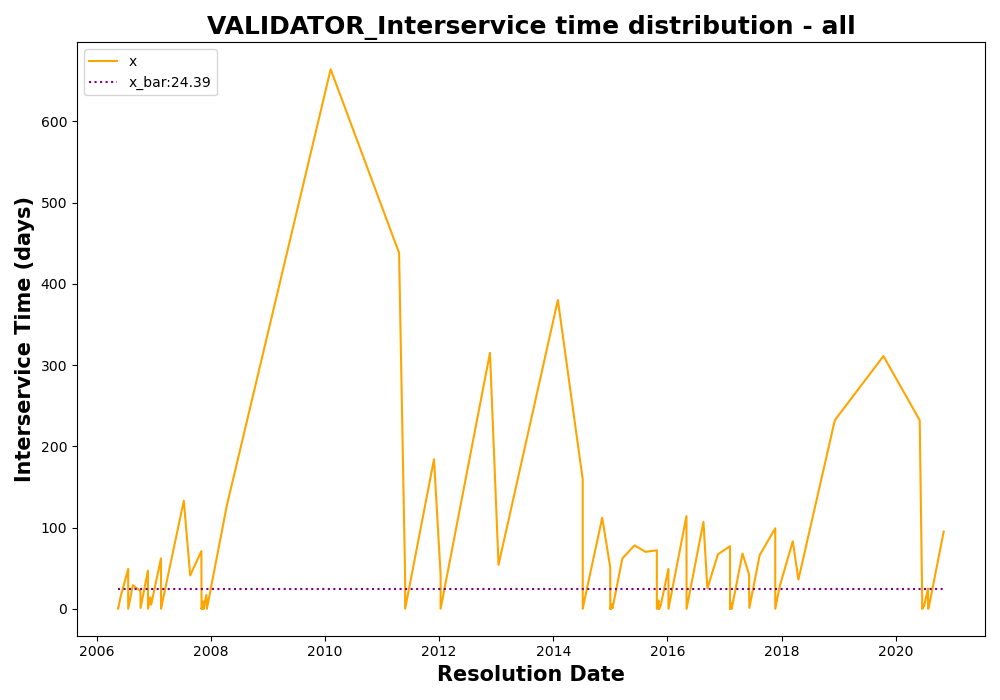 VALIDATOR_Interservice time distribution - all
x
x_bar:24.39
Interservice Time (days)
600
500
400
300
200
100
0
2006 2008 2010 2012 2014 2016 2018 2020
Resolution Date